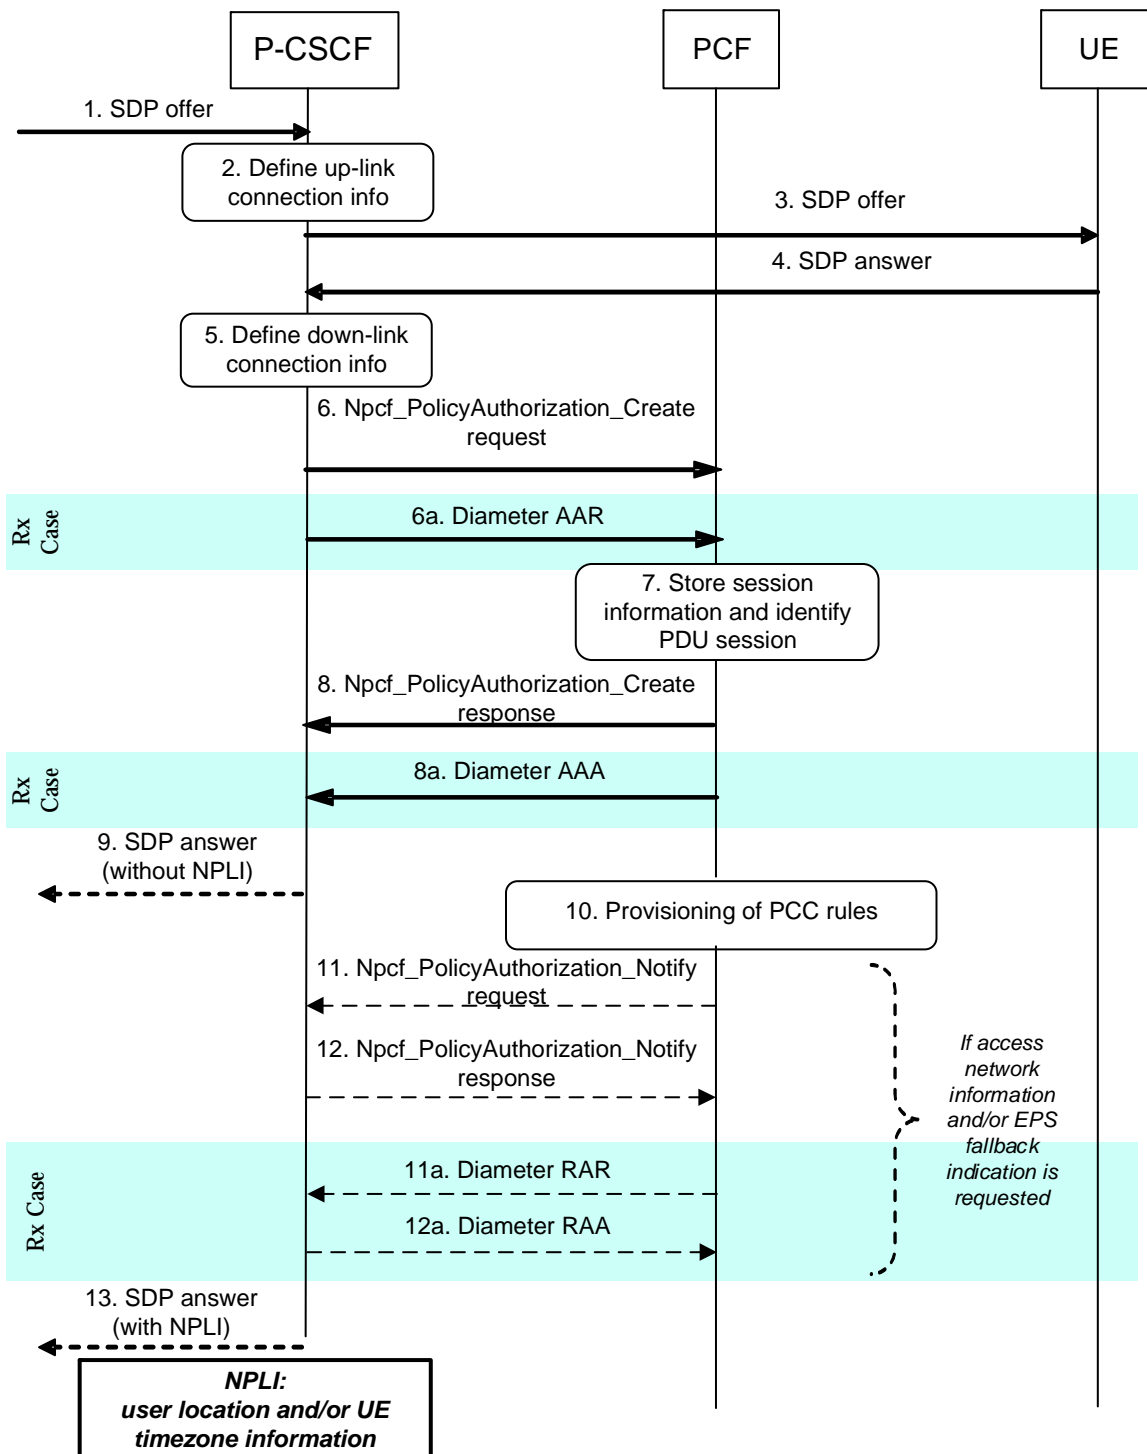 P-CSCF
PCF
UE
1. SDP offer
2. Define up-link
connection info
3. SDP offer
4. SDP answer
5. Define down-link
connection info
6. Npcf_PolicyAuthorization_Create
request
Rx
Case
6a. Diameter AAR
7. Store session
information and identify
PDU session
8. Npcf_PolicyAuthorization_Create
response
Rx
Case
8a. Diameter AAA
9. SDP answer
(without NPLI)
10. Provisioning of PCC rules
11. Npcf_PolicyAuthorization_Notify
request
12. Npcf_PolicyAuthorization_Notify
response
If access
network
information
and/or EPS
fallback
indication is
requested
Rx Case
11a. Diameter RAR
12a. Diameter RAA
13. SDP answer
(with NPLI)
NPLI:
user location and/or UE
timezone information